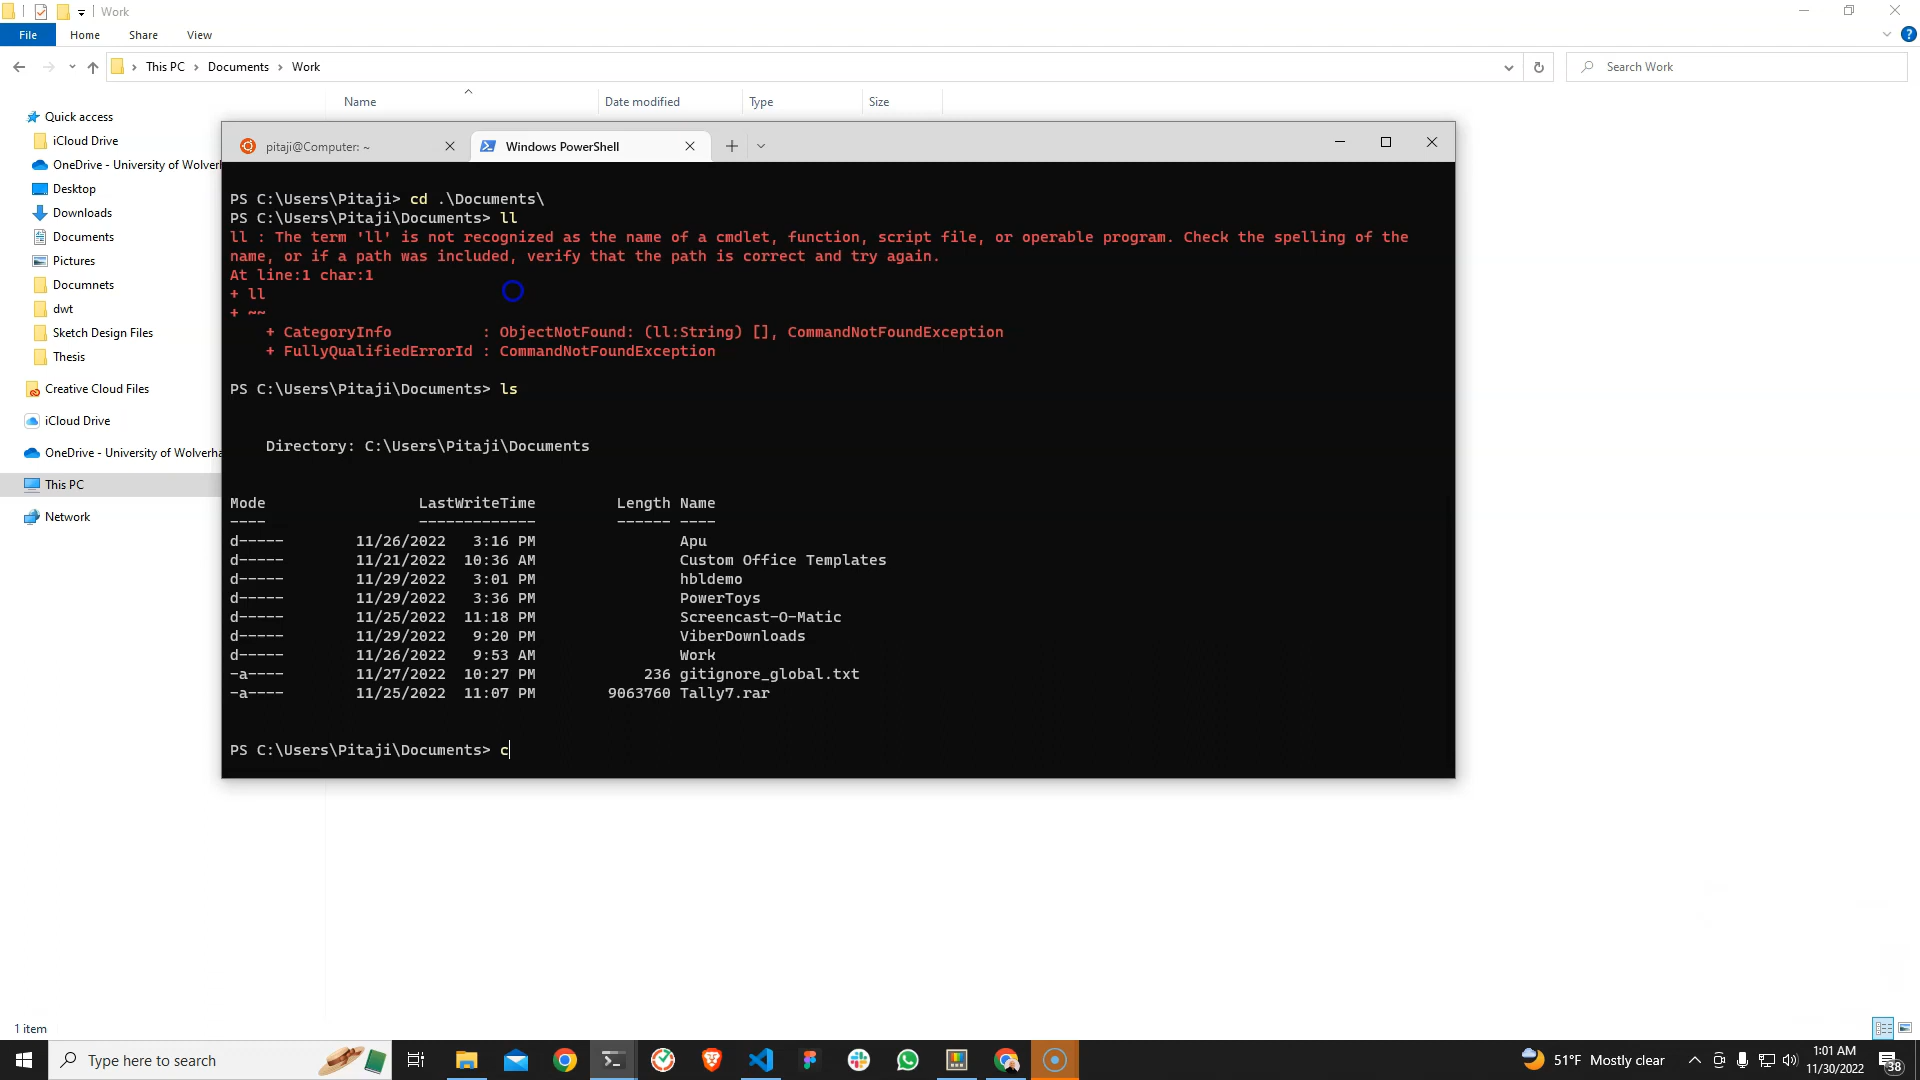 Work
File Home Share View
This PC > Documents > Work
Search Work
Name Date modified Type Size
Quick access
iCloud Drive
OneDrive - University of Wolverh
Desktop
Downloads
Documents
Pictures
Documnets
dwt
Sketch Design Files
Thesis
Creative Cloud Files
iCloud Drive
OneDrive - University of Wolverha
This PC
Network
pitaji@Computer: ~ Windows PowerShell
PS C:\Users\Pitaji> cd .\Documents\
PS C:\Users\Pitaji\Documents> ll
ll : The term 'll' is not recognized as the name of a cmdlet, function, script file, or operable program. Check the spelling of the
name, or if a path was included, verify that the path is correct and try again.
At line:1 char:1
+ ll
+ ~~
+ CategoryInfo : ObjectNotFound: (ll:String) [], CommandNotFoundException
+ FullyQualifiedErrorId : CommandNotFoundException
PS C:\Users\Pitaji\Documents> ls
Directory: C:\Users\Pitaji\Documents
Mode LastWriteTime Length Name
---- ------------- ------ ----
d----- 11/26/2022 3:16 PM Apu
d----- 11/21/2022 10:36 AM Custom Office Templates
d----- 11/29/2022 3:01 PM hbldemo
d----- 11/29/2022 3:36 PM PowerToys
d----- 11/25/2022 11:18 PM Screencast-O-Matic
d----- 11/29/2022 9:20 PM ViberDownloads
d----- 11/26/2022 9:53 AM Work
-a---- 11/27/2022 10:27 PM 236 gitignore_global.txt
-a---- 11/25/2022 11:07 PM 9063760 Tally7.rar
PS C:\Users\Pitaji\Documents> c
1 item
Type here to search
51°F Mostly clear
1:01 AM
11/30/2022
38